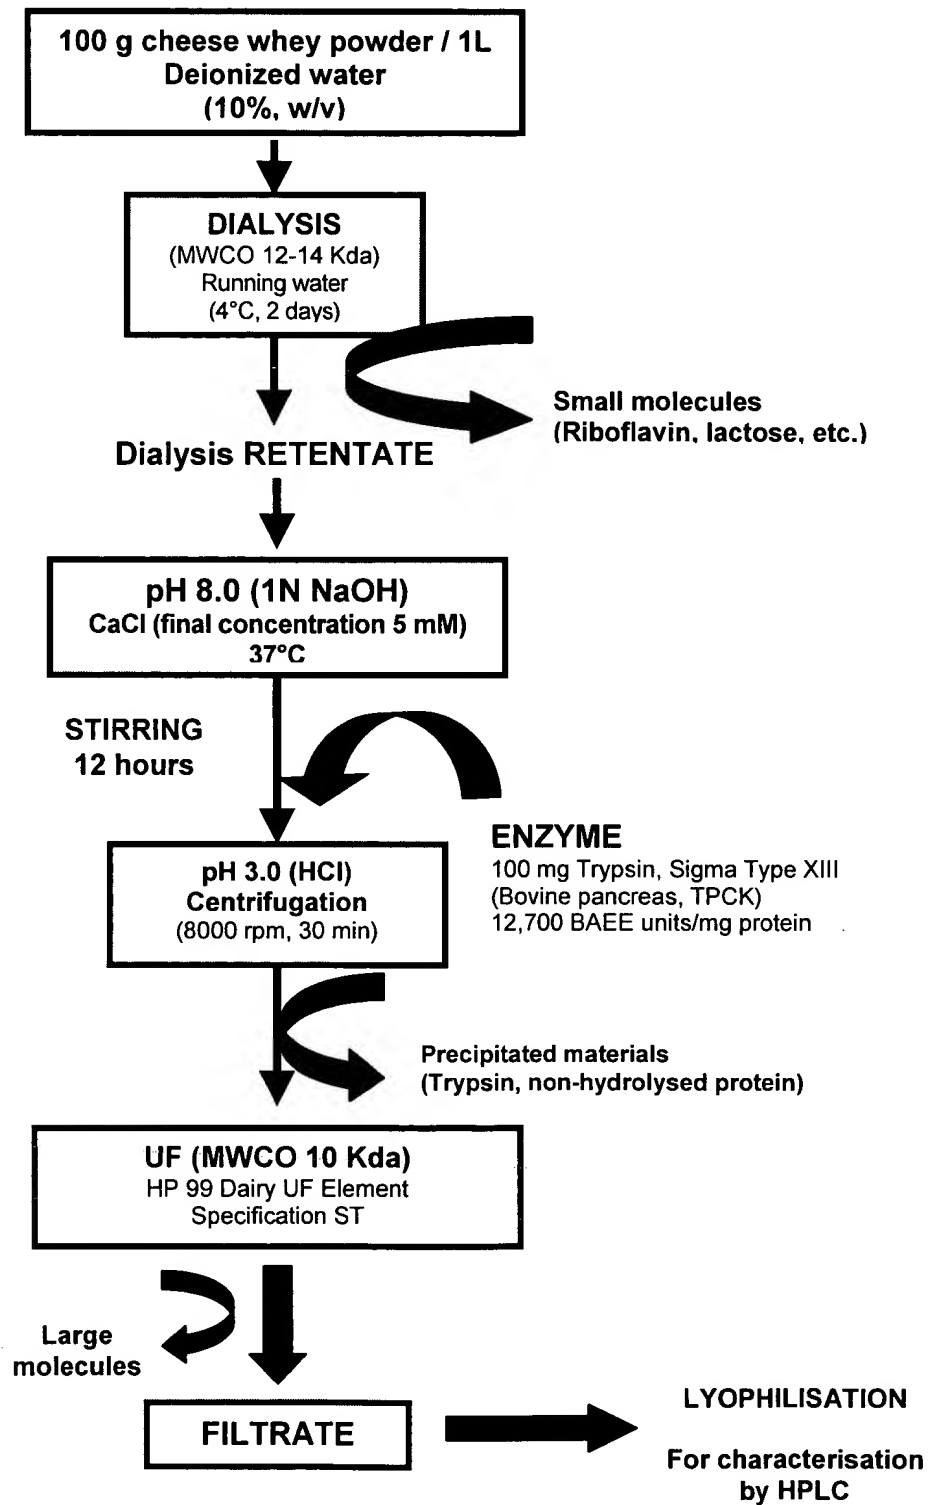 100 g cheese whey powder / 1L
Deionized water
(10%, w/v)
DIALYSIS
(MWCO 12-14 Kda)
Running water
(4°C, 2 days)
Small molecules
(Riboflavin, lactose, etc.)
Dialysis RETENTATE
pH 8.0 (1N NaOH)
CaCl (final concentration 5 mM)
37°C
STIRRING
12 hours
ENZYME
100 mg Trypsin, Sigma Type XIII
(Bovine pancreas, TPCK)
12,700 BAEE units/mg protein
pH 3.0 (HCl)
Centrifugation
(8000 rpm, 30 min)
Precipitated materials
(Trypsin, non-hydrolysed protein)
UF (MWCO 10 Kda)
HP 99 Dairy UF Element
Specification ST
Large
molecules
FILTRATE
LYOPHILISATION
For characterisation
by HPLC